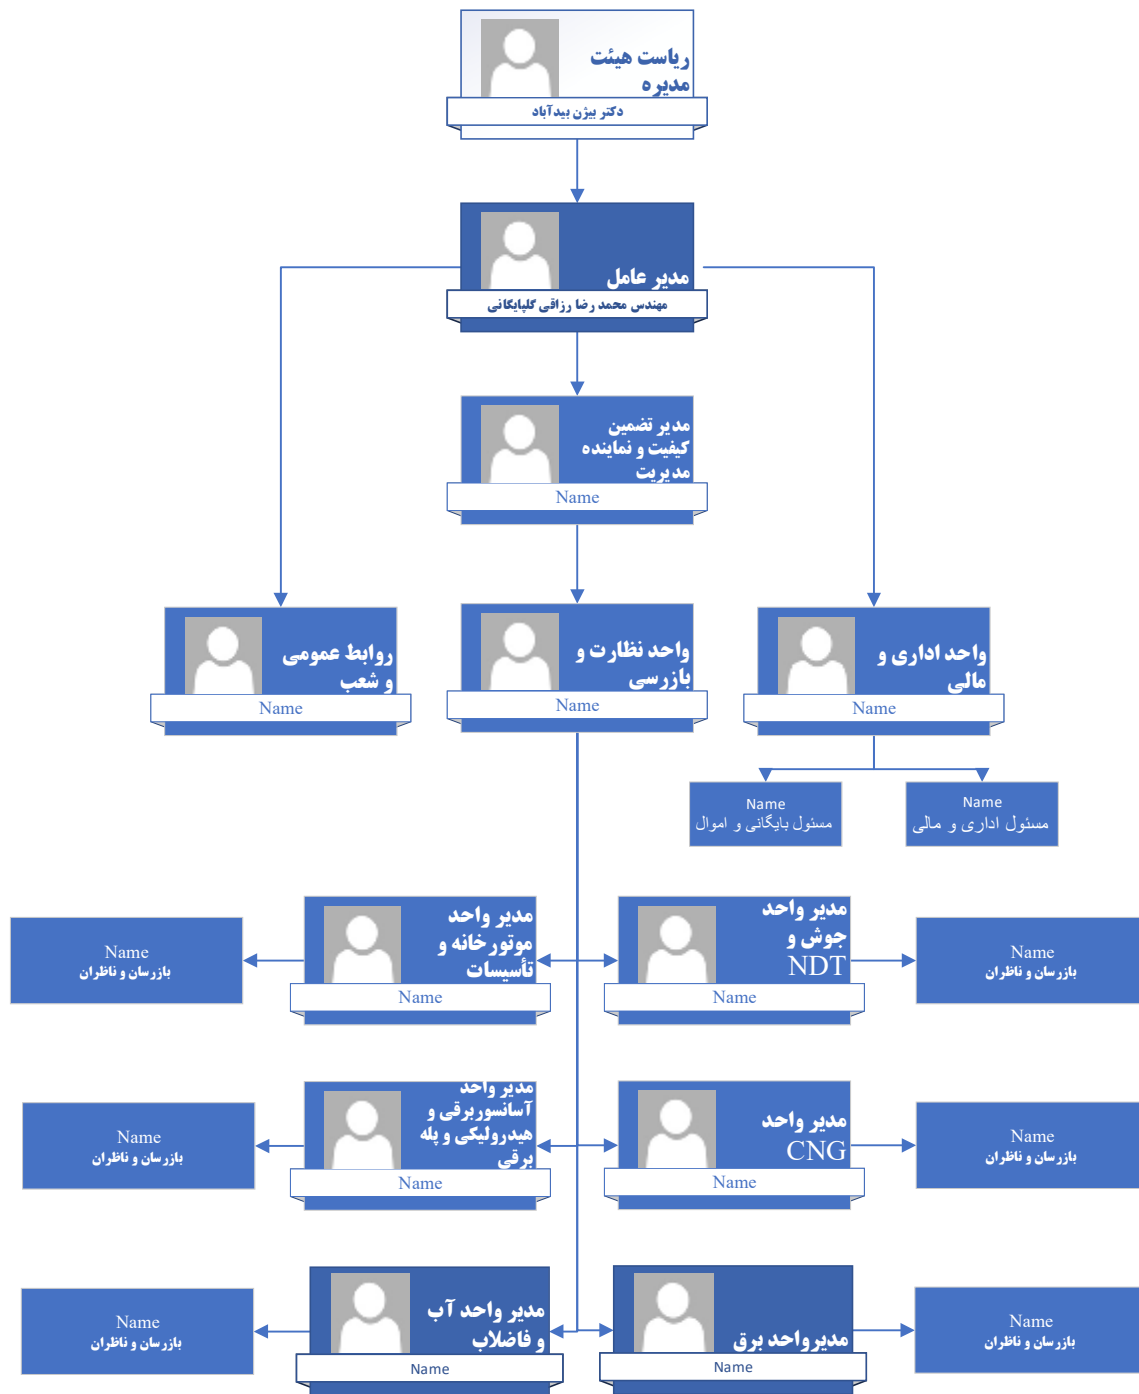 ریاست هیئت
مدیره
دکتر بیژن بیدآباد
مدیر عامل
مهندس محمد رضا رزاقی گلپایگانی
مدیر تضمین
کیفیت و نماینده
مدیریت
Name
واحد اداری و
مالی
Name
واحد نظارت و
بازرسی
Name
روابط عمومی
و شعب
Name
Name
مسئول اداری و مالی
Name
مسئول بایگانی و اموال
Name
بازرسان و ناظران
مدیر واحد
جوش و
NDT
Name
مدیر واحد
موتورخانه و
تأسیسات
Name
Name
بازرسان و ناظران
Name
بازرسان و ناظران
مدیر واحد
CNG
Name
مدیر واحد
آسانسوربرقی و
هیدرولیکی و پله
برقی
Name
Name
بازرسان و ناظران
Name
بازرسان و ناظران
مدیرواحد برق
Name
مدیر واحد آب
و فاضلاب
Name
Name
بازرسان و ناظران